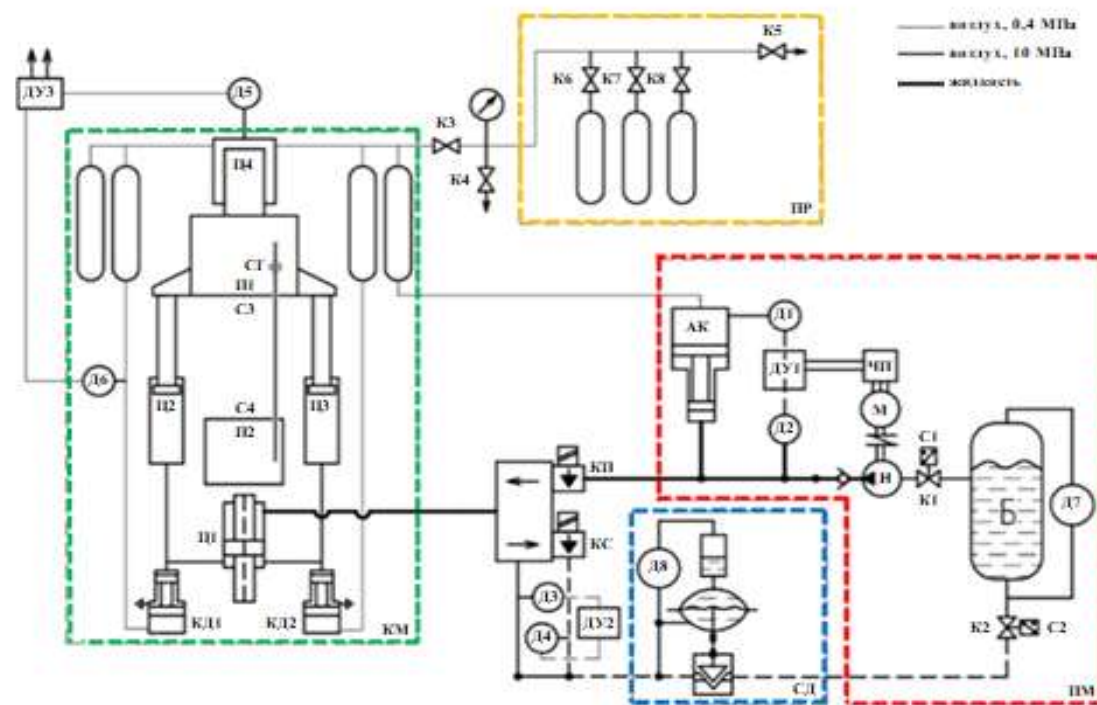 воздух, 0,4 МПа
воздух, 10 МПа
жидкость
К5
К6
К7
К8
ПР
ДУ3
Д5
К3
К4
Ц4
СГ
П1
С3
Д6
Ц2
Ц3
С4
П2
Ц1
КД1
КД2
КМ
АК
Д1
ДУ1
ЧП
М
Д2
С1
Н
К1
Б
Д7
КП
КС
Д3
Д4
ДУ2
Д8
СД
К2
С2
ПМ